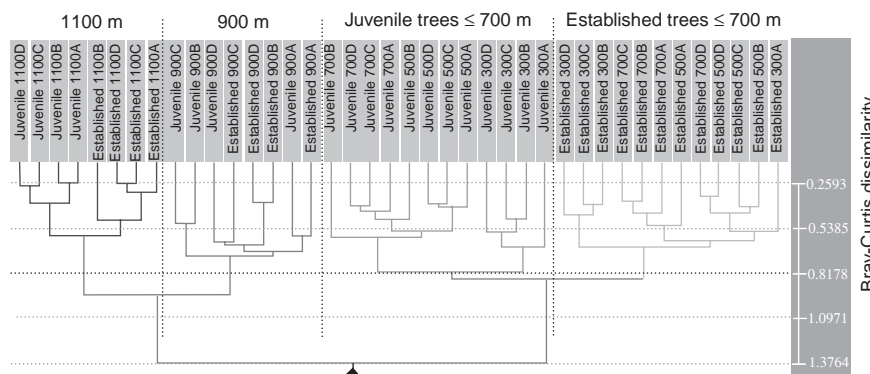 1100 m
900 m
Juvenile trees ≤ 700 m
Established trees ≤ 700 m
Juvenile 1100D
Juvenile 1100C
Juvenile 1100B
Juvenile 1100A
Established 1100B
Established 1100D
Established 1100C
Established 1100A
Juvenile 900C
Juvenile 900B
Juvenile 900D
Established 900C
Established 900D
Established 900B
Juvenile 900A
Established 900A
Juvenile 700B
Juvenile 700D
Juvenile 700C
Juvenile 700A
Juvenile 500B
Juvenile 500D
Juvenile 500C
Juvenile 500A
Juvenile 300D
Juvenile 300C
Juvenile 300B
Juvenile 300A
Established 300D
Established 300C
Established 300B
Established 700C
Established 700B
Established 700A
Established 500A
Established 700D
Established 500D
Established 500C
Established 500B
Established 300A
0.2593
0.5385
0.8178
1.0971
1.3764
Bray-Curtis dissimilarity